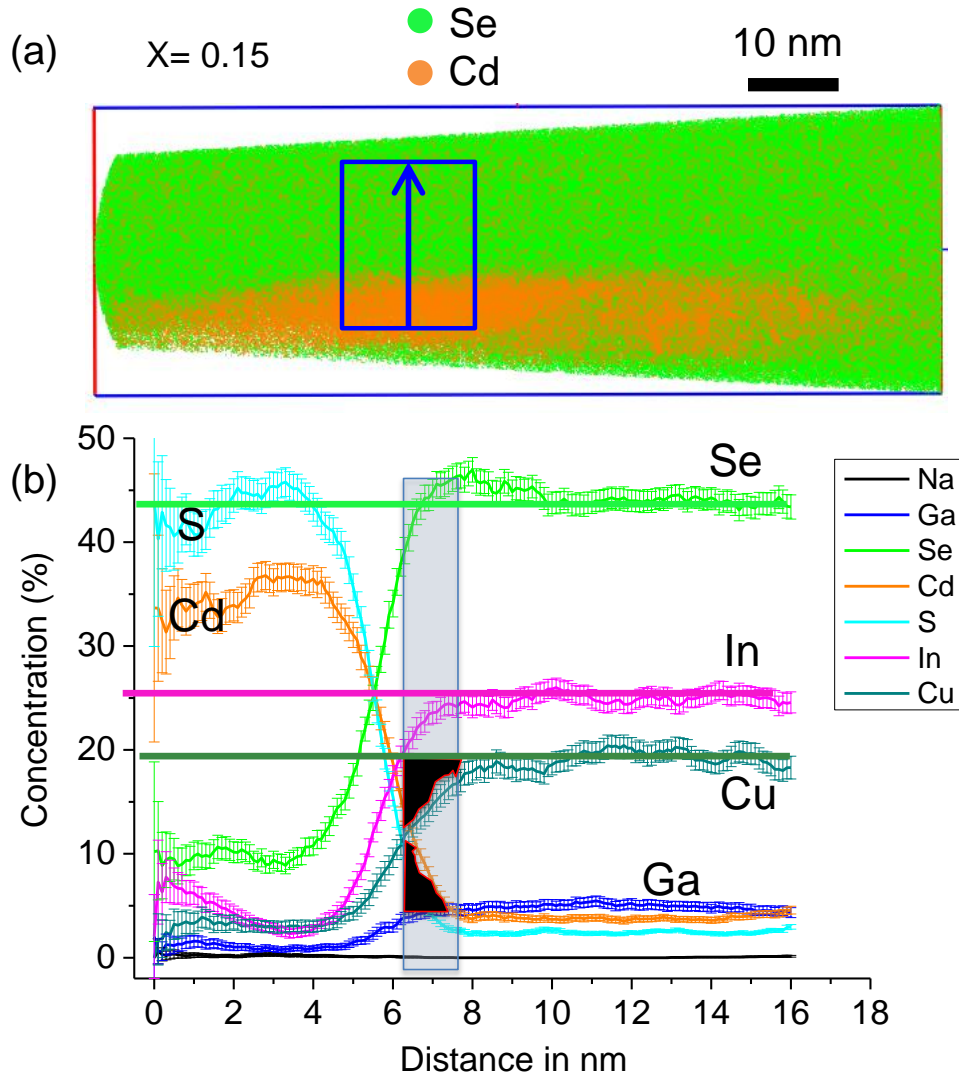 (a)
X= 0.15
Se
Cd
10 nm
(b)
50
40
30
20
10
0
Concentration (%)
S
Cd
Se
In
Cu
Ga
Na
Ga
Se
Cd
S
In
Cu
0 2 4 6 8 10 12 14 16 18
Distance in nm